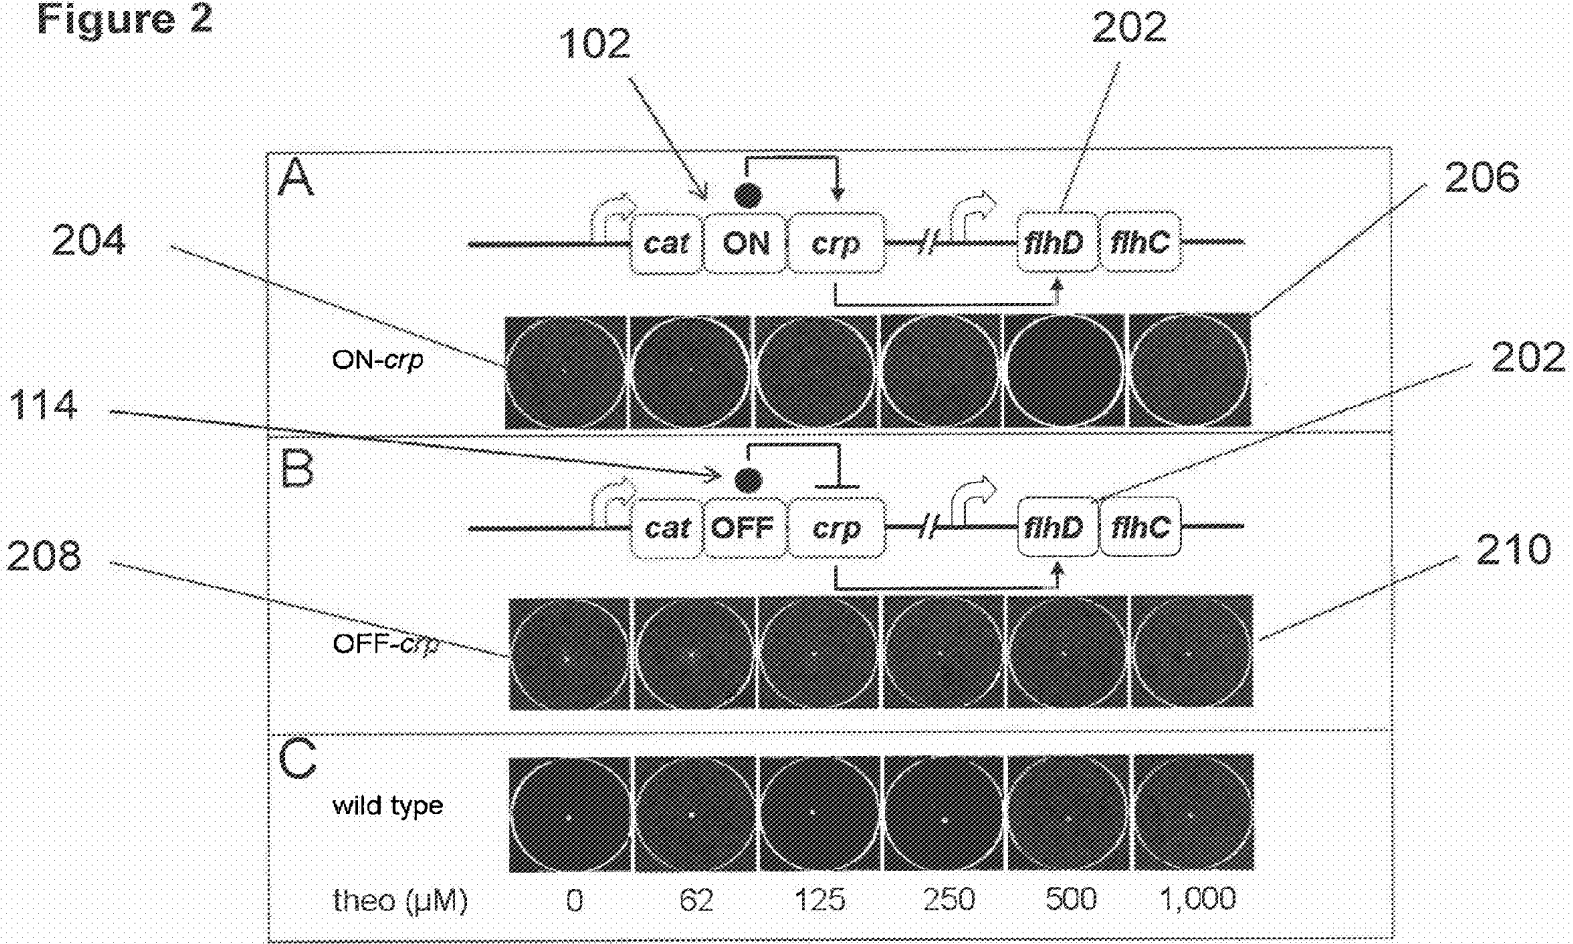 Figure 2
102
202
A
206
cat ON crp flhD flhC
204
ON-crp
202
114
B
cat OFF crp flhD flhC
208
210
OFF-crp
C
wild type
theo (µM) 0 62 125 250 500 1,000